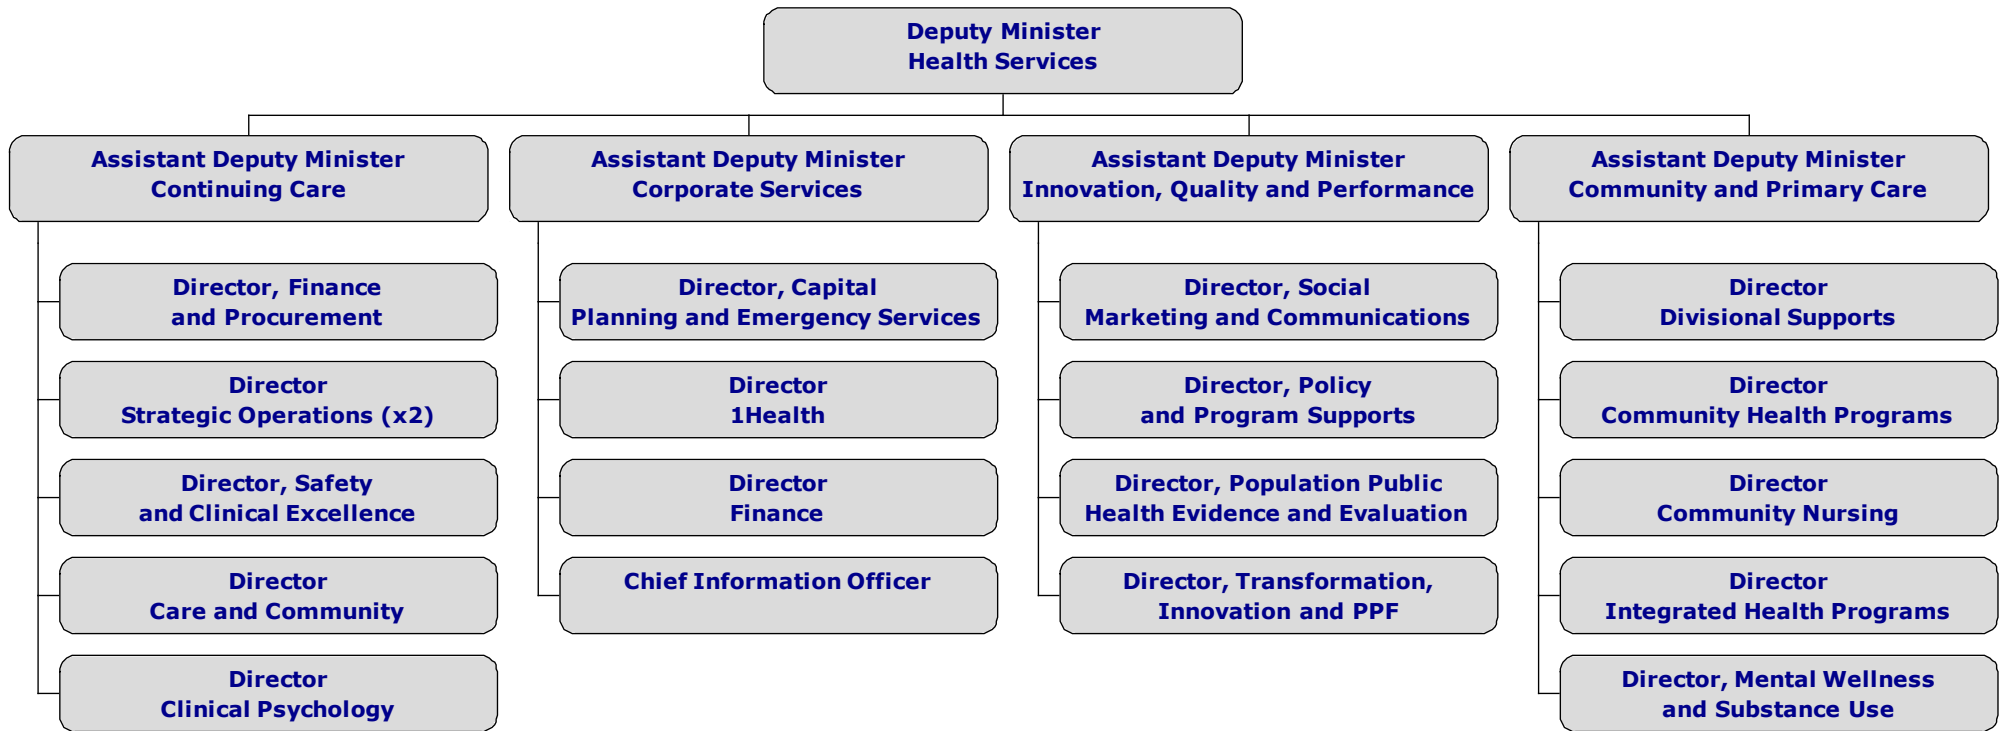 Deputy Minister
Health Services
Assistant Deputy Minister
Continuing Care
Director, Finance
and Procurement
Director
Strategic Operations (x2)
Director, Safety
and Clinical Excellence
Director
Care and Community
Director
Clinical Psychology
Assistant Deputy Minister
Corporate Services
Director, Capital
Planning and Emergency Services
Director
1Health
Director
Finance
Chief Information Officer
Assistant Deputy Minister
Innovation, Quality and Performance
Director, Social
Marketing and Communications
Director, Policy
and Program Supports
Director, Population Public
Health Evidence and Evaluation
Director, Transformation,
Innovation and PPF
Assistant Deputy Minister
Community and Primary Care
Director
Divisional Supports
Director
Community Health Programs
Director
Community Nursing
Director
Integrated Health Programs
Director, Mental Wellness
and Substance Use